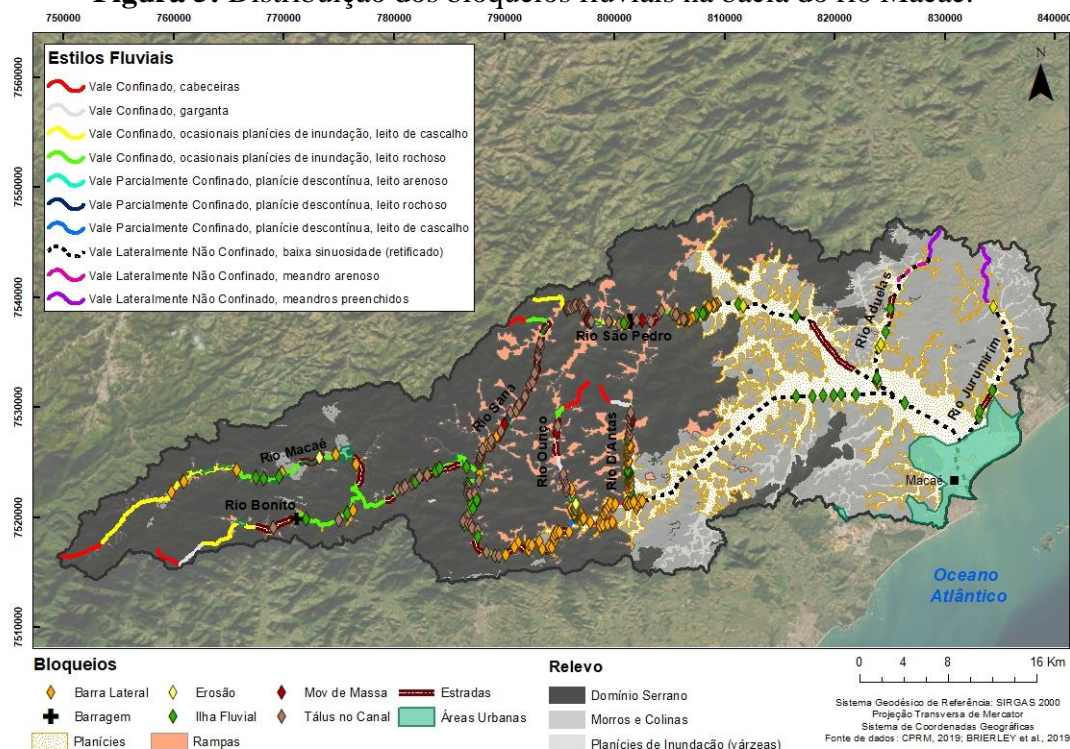 Figura 3: Distribuição dos bloqueios fluviais na bacia do rio Macaé.
750000 760000 770000 780000 790000 800000 810000 820000 830000 840000
7560000
7550000
7540000
7530000
7520000
7510000
N
Estilos Fluviais
Vale Confinado, cabeceiras
Vale Confinado, garganta
Vale Confinado, ocasionais planícies de inundação, leito de cascalho
Vale Confinado, ocasionais planícies de inundação, leito rochoso
Vale Parcialmente Confinado, planície descontínua, leito arenoso
Vale Parcialmente Confinado, planície descontínua, leito rochoso
Vale Parcialmente Confinado, planície descontínua, leito de cascalho
Vale Lateralmente Não Confinado, baixa sinuosidade (retificado)
Vale Lateralmente Não Confinado, meandro arenoso
Vale Lateralmente Não Confinado, meandros preenchidos
Rio São Pedro
Rio Aduelas
Rio Jurumirim
Rio Sana
Rio Ouriço
Rio D'Antas
Rio Macaé
Rio Bonito
Macaé
Oceano
Atlântico
Bloqueios
Barra Lateral
Erosão
Mov de Massa
Estradas
Barragem
Ilha Fluvial
Tálus no Canal
Áreas Urbanas
Planícies
Rampas
Relevo
Domínio Serrano
Morros e Colinas
Planícies de Inundação (várzeas)
0 4 8 16 Km
Sistema Geodésico de Referência: SIRGAS 2000
Projeção Transversa de Mercator
Sistema de Coordenadas Geográficas
Fonte de dados: CPRM, 2019; BRIERLEY et al., 2019